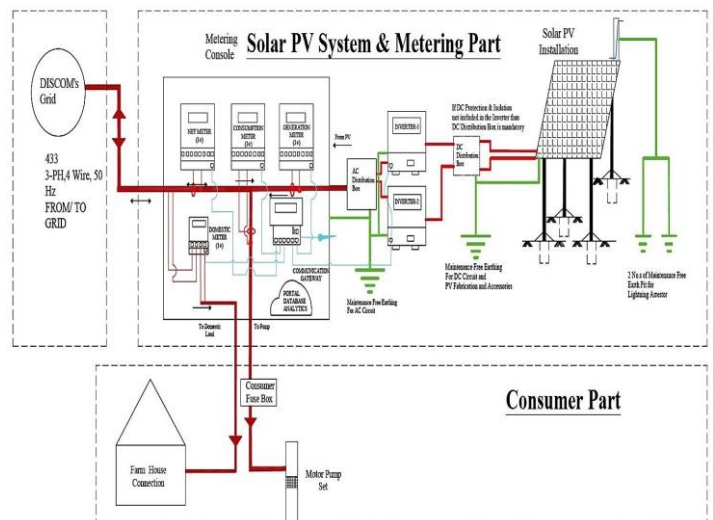 Metering
Console
Solar PV System & Metering Part
Solar PV
Installation
DISCOM's
Grid
433
3-PH,4 Wire, 50
Hz
FROM/ TO
GRID
NET METER
(3ø)
CONSUMPTION
METER
(3ø)
GENERATION
METER
(3ø)
From PV
INVERTER-1
INVERTER-2
If DC Protection & Isolation
not included in the Inverter than
DC Distribution Box is mandatory
AC
Distribution
Box
DC
Distribution
Box
DOMESTIC
METER
(1ø)
COMMUNICATION
GATEWAY
PORTAL
DATABASE
ANALYTICS
Maintenance Free Earthing
For AC Circuit
Maintenance Free Earthing
For DC Circuit and
PV Fabrication and Accessories
2 No.s of Maintenance Free
Earth Pit for
Lightning Arrestor
To Domestic
Load
To Pump
Consumer
Fuse Box
Consumer Part
Farm House
Connection
Motor Pump
Set